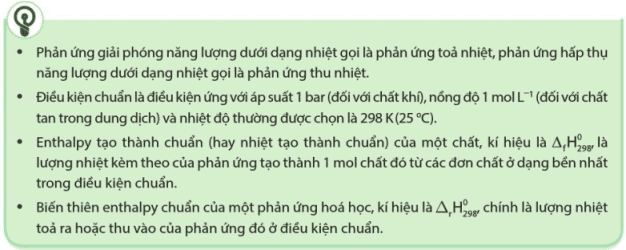 • Phản ứng giải phóng năng lượng dưới dạng nhiệt gọi là phản ứng toả nhiệt, phản ứng hấp thụ
năng lượng dưới dạng nhiệt gọi là phản ứng thu nhiệt.
• Điều kiện chuẩn là điều kiện ứng với áp suất 1 bar (đối với chất khí), nồng độ 1 mol L⁻¹ (đối với chất
tan trong dung dịch) và nhiệt độ thường được chọn là 298 K (25 °C).
• Enthalpy tạo thành chuẩn (hay nhiệt tạo thành chuẩn) của một chất, kí hiệu là Δ_fH⁰₂₉₈, là
lượng nhiệt kèm theo của phản ứng tạo thành 1 mol chất đó từ các đơn chất ở dạng bền nhất
trong điều kiện chuẩn.
• Biến thiên enthalpy chuẩn của một phản ứng hoá học, kí hiệu là Δ_rH⁰₂₉₈, chính là lượng nhiệt
toả ra hoặc thu vào của phản ứng đó ở điều kiện chuẩn.